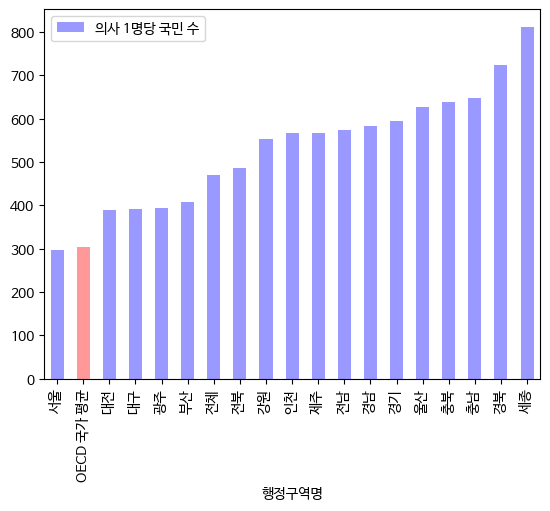 의사 1명당 국민 수
800
700
600
500
400
300
200
100
0
서울
OECD 국가 평균
대전
대구
광주
부산
전체
전북
강원
인천
제주
전남
경남
경기
울산
충북
충남
경북
세종
행정구역명